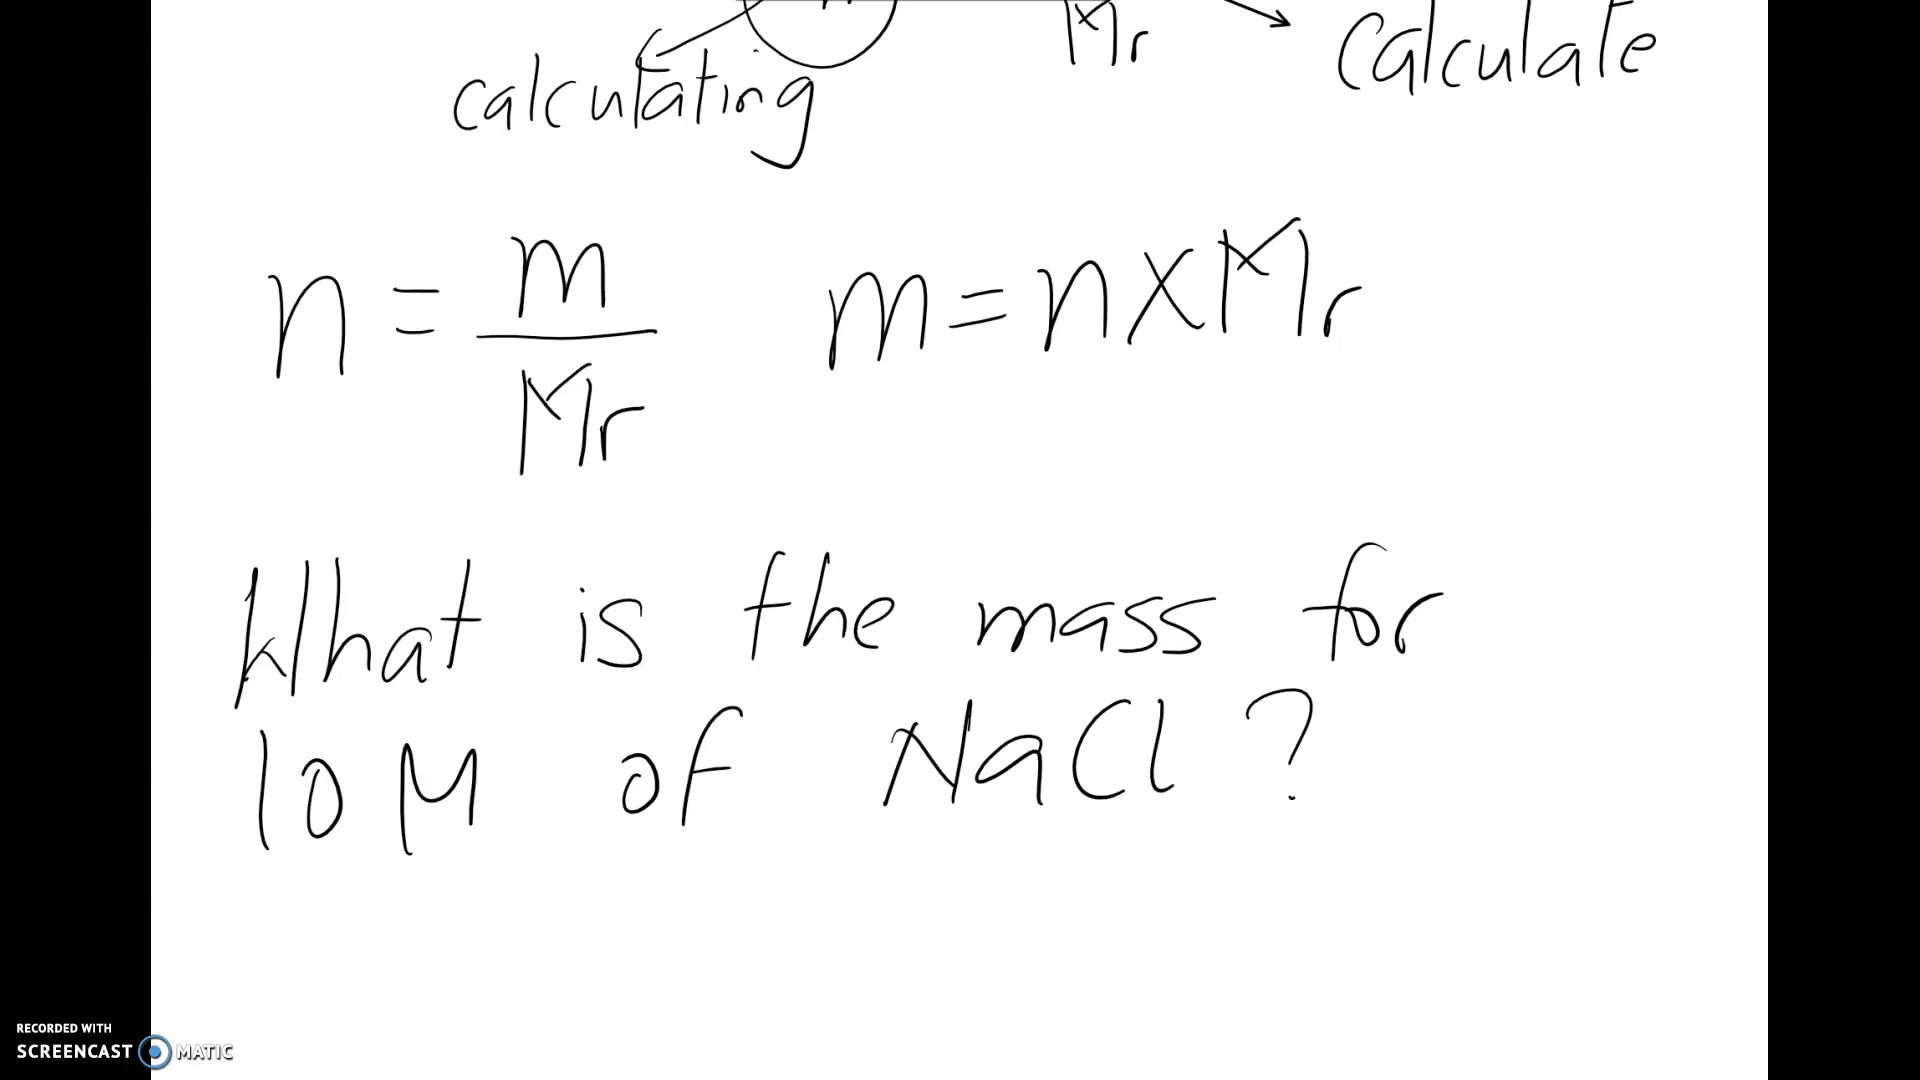 Mr
Calculate
calculating
n = m / Mr
m = n x Mr
What is the mass for
10 M of NaCl ?
RECORDED WITH
SCREENCAST MATIC